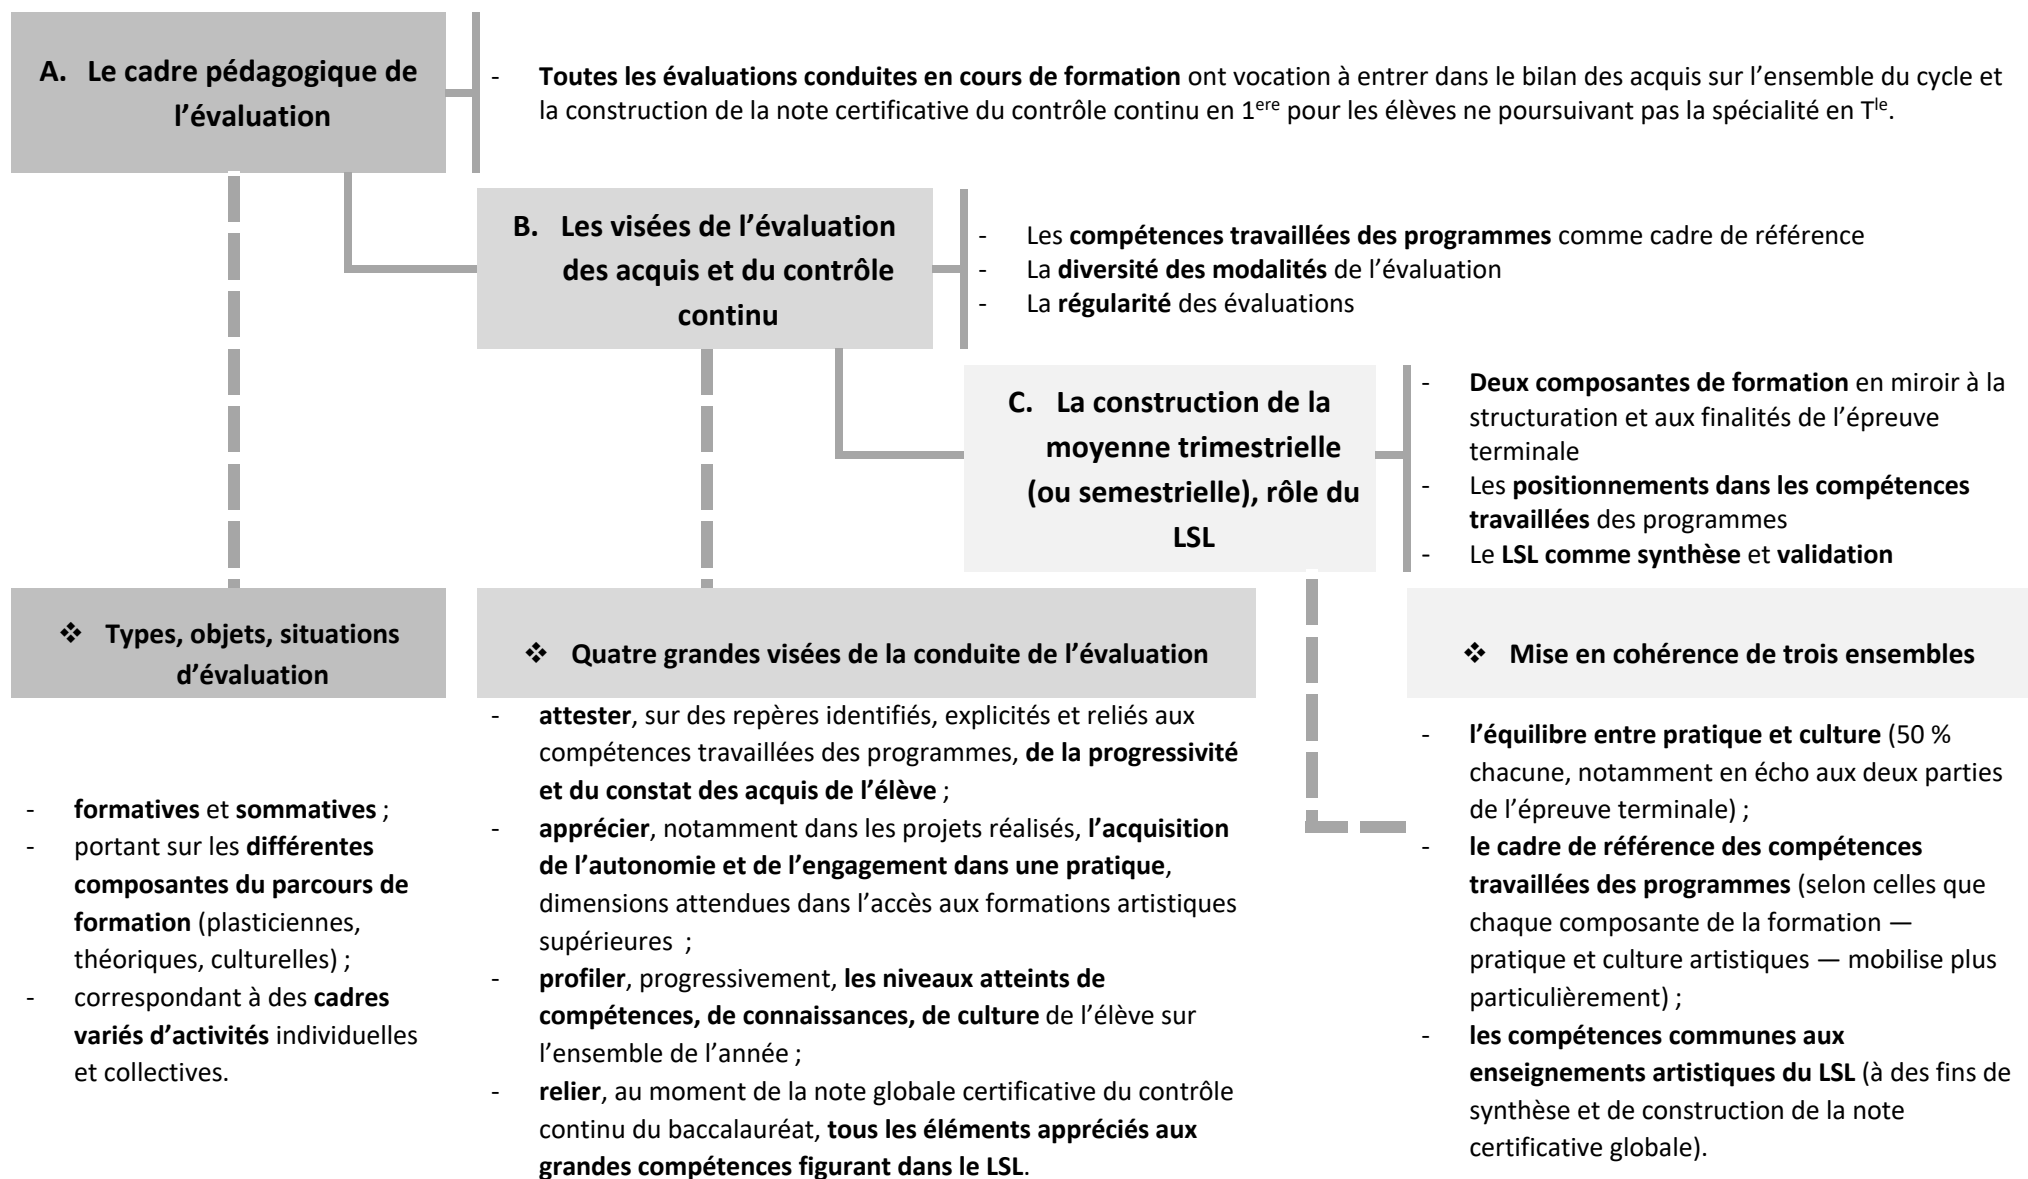 A. Le cadre pédagogique de
l’évaluation
- Toutes les évaluations conduites en cours de formation ont vocation à entrer dans le bilan des acquis sur l’ensemble du cycle et
la construction de la note certificative du contrôle continu en 1ere pour les élèves ne poursuivant pas la spécialité en Tle.
B. Les visées de l’évaluation
des acquis et du contrôle
continu
- Les compétences travaillées des programmes comme cadre de référence
- La diversité des modalités de l’évaluation
- La régularité des évaluations
C. La construction de la
moyenne trimestrielle
(ou semestrielle), rôle du
LSL
- Deux composantes de formation en miroir à la
structuration et aux finalités de l’épreuve
terminale
- Les positionnements dans les compétences
travaillées des programmes
- Le LSL comme synthèse et validation
❖ Types, objets, situations
d’évaluation
- formatives et sommatives ;
- portant sur les différentes
composantes du parcours de
formation (plasticiennes,
théoriques, culturelles) ;
- correspondant à des cadres
variés d’activités individuelles
et collectives.
❖ Quatre grandes visées de la conduite de l’évaluation
- attester, sur des repères identifiés, explicités et reliés aux
compétences travaillées des programmes, de la progressivité
et du constat des acquis de l’élève ;
- apprécier, notamment dans les projets réalisés, l’acquisition
de l’autonomie et de l’engagement dans une pratique,
dimensions attendues dans l’accès aux formations artistiques
supérieures ;
- profiler, progressivement, les niveaux atteints de
compétences, de connaissances, de culture de l’élève sur
l’ensemble de l’année ;
- relier, au moment de la note globale certificative du contrôle
continu du baccalauréat, tous les éléments appréciés aux
grandes compétences figurant dans le LSL.
❖ Mise en cohérence de trois ensembles
- l’équilibre entre pratique et culture (50 %
chacune, notamment en écho aux deux parties
de l’épreuve terminale) ;
- le cadre de référence des compétences
travaillées des programmes (selon celles que
chaque composante de la formation —
pratique et culture artistiques — mobilise plus
particulièrement) ;
- les compétences communes aux
enseignements artistiques du LSL (à des fins de
synthèse et de construction de la note
certificative globale).